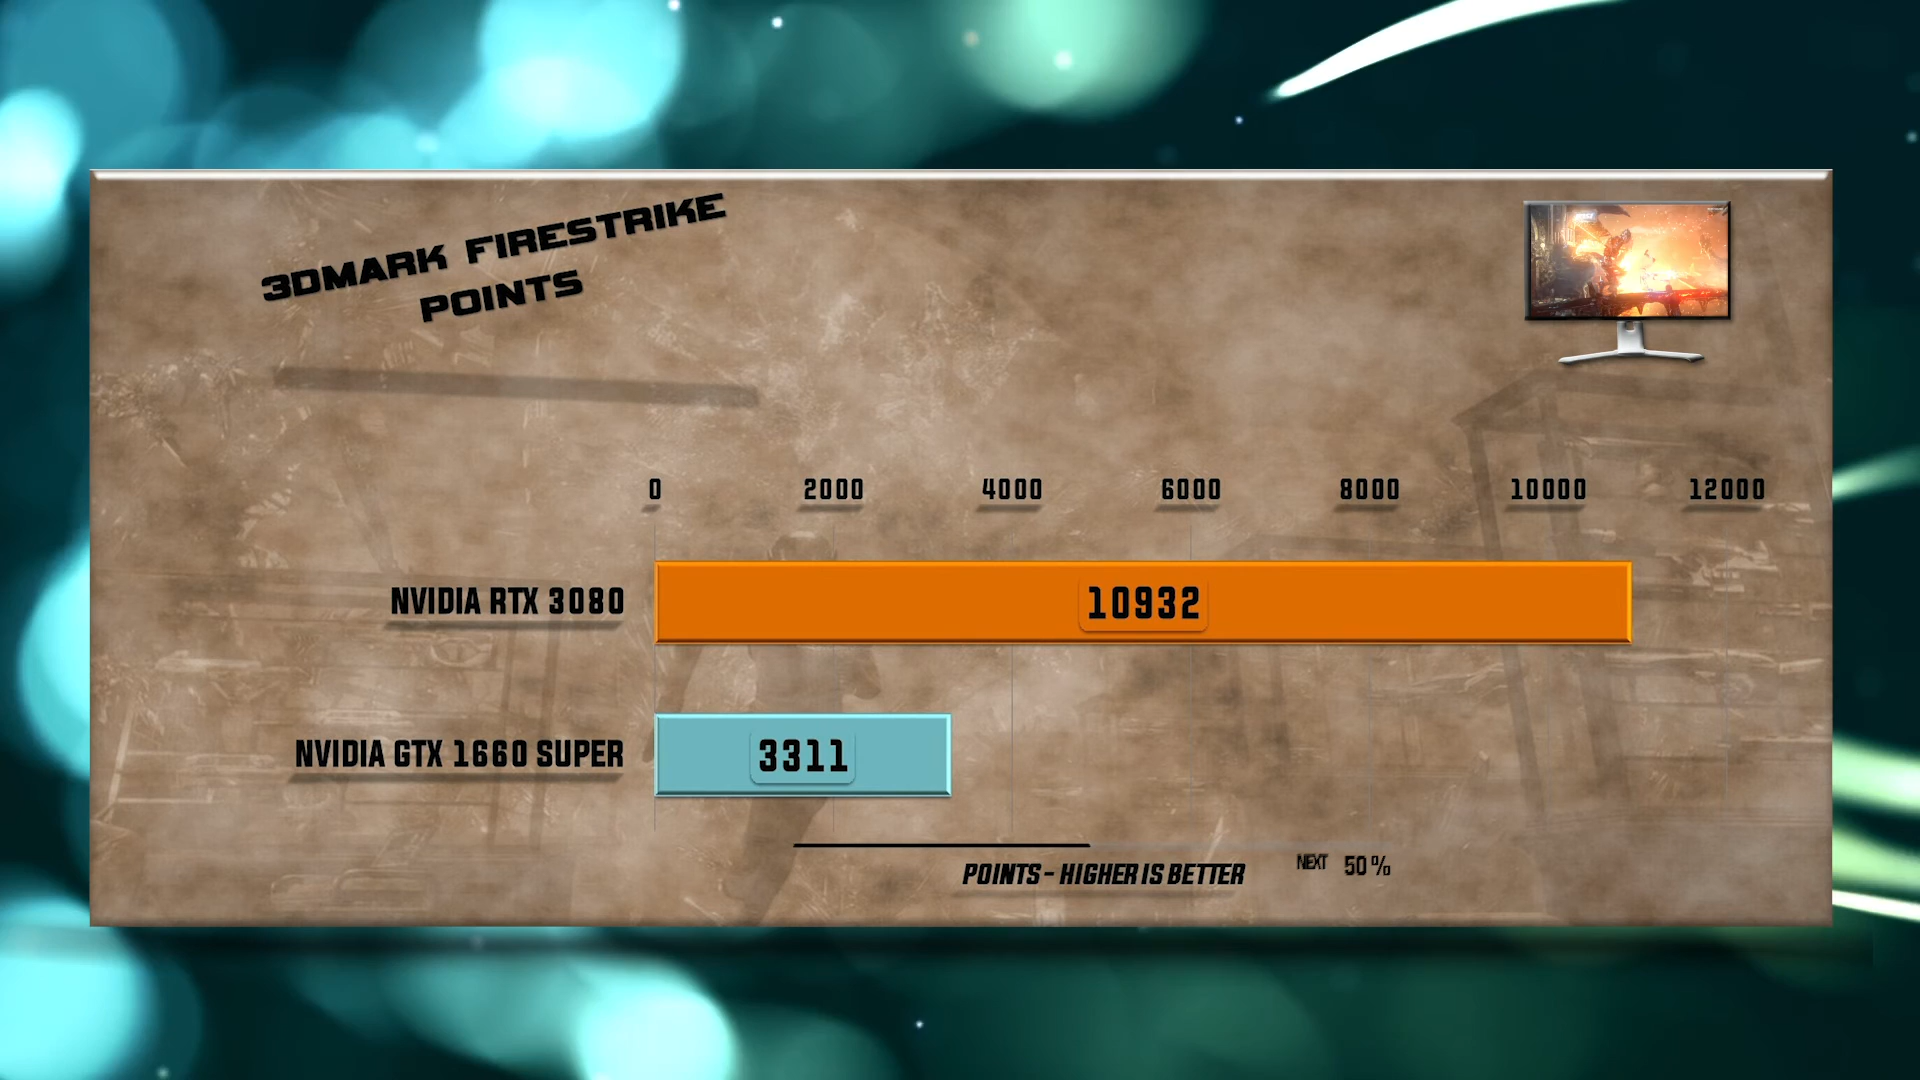 3DMARK FIRESTRIKE
POINTS
0 2000 4000 6000 8000 10000 12000
NVIDIA RTX 3080 10932
NVIDIA GTX 1660 SUPER 3311
POINTS - HIGHER IS BETTER
NEXT 50 %